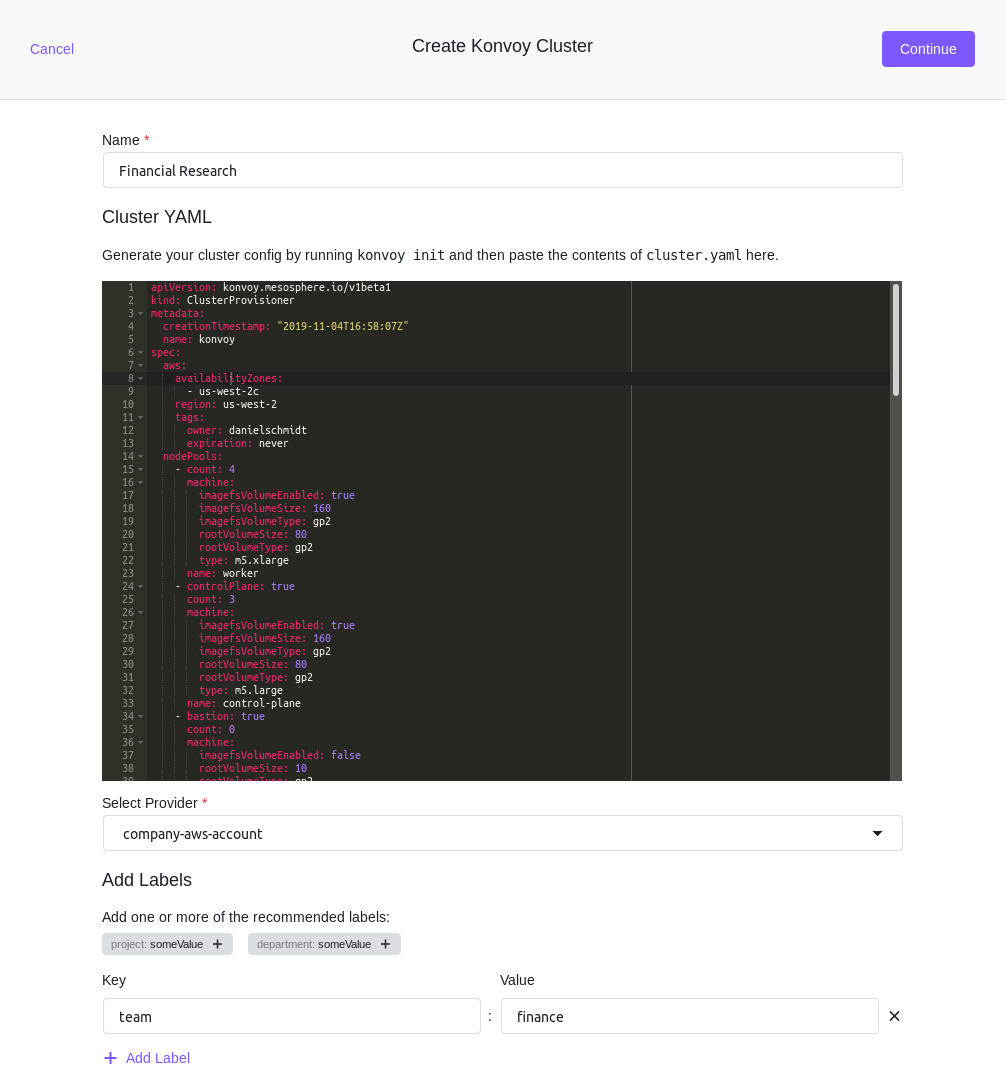 Cancel
Create Konvoy Cluster
Continue
Name *
Financial Research
Cluster YAML
Generate your cluster config by running konvoy init and then paste the contents of cluster.yaml here.
1 apiVersion: konvoy.mesosphere.io/v1beta1
2 kind: ClusterProvisioner
3 metadata:
4 creationTimestamp: "2019-11-04T16:58:07Z"
5 name: konvoy
6 spec:
7 aws:
8 availabilityZones:
9 - us-west-2c
10 region: us-west-2
11 tags:
12 owner: danielschmidt
13 expiration: never
14 nodePools:
15 - count: 4
16 machine:
17 imagefsVolumeEnabled: true
18 imagefsVolumeSize: 160
19 imagefsVolumeType: gp2
20 rootVolumeSize: 80
21 rootVolumeType: gp2
22 type: m5.xlarge
23 name: worker
24 - controlPlane: true
25 count: 3
26 machine:
27 imagefsVolumeEnabled: true
28 imagefsVolumeSize: 160
29 imagefsVolumeType: gp2
30 rootVolumeSize: 80
31 rootVolumeType: gp2
32 type: m5.large
33 name: control-plane
34 - bastion: true
35 count: 0
36 machine:
37 imagefsVolumeEnabled: false
38 rootVolumeSize: 10
39 rootVolumeType: gp2
Select Provider *
company-aws-account
Add Labels
Add one or more of the recommended labels:
project: someValue +
department: someValue +
Key
Value
team
:
finance
+ Add Label